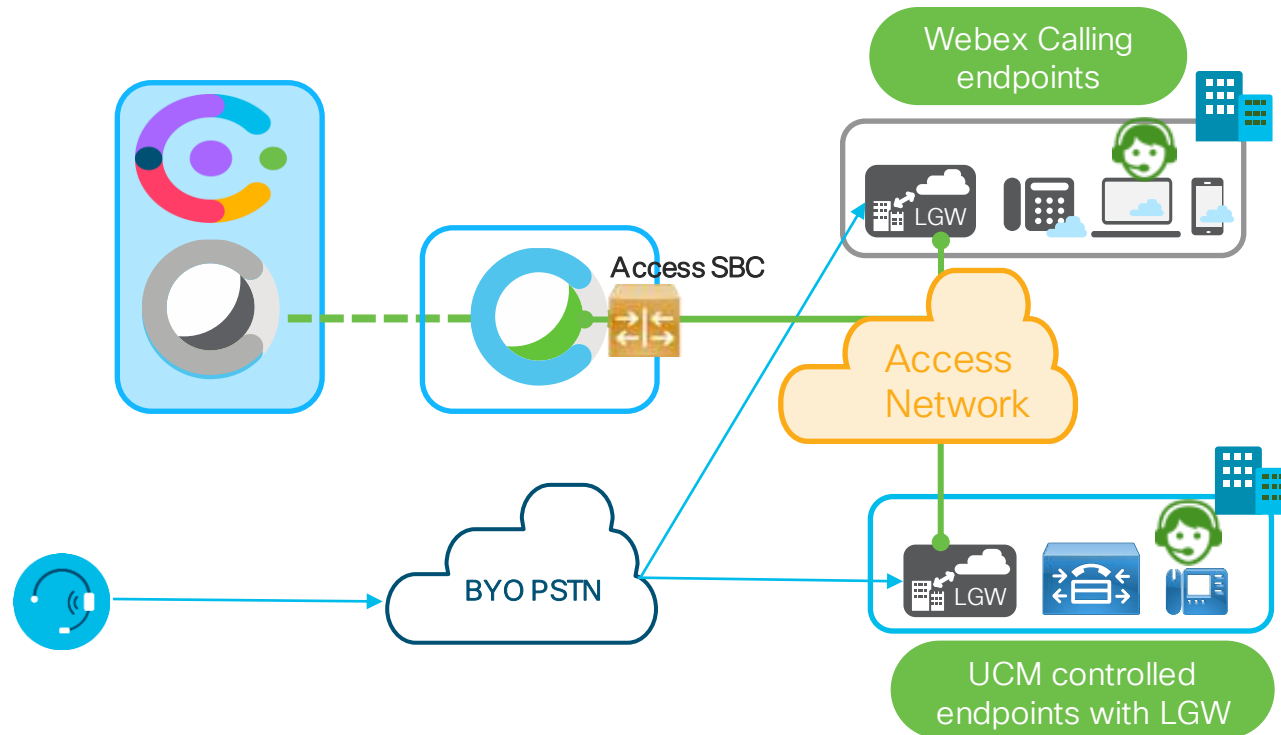 Webex Calling
endpoints
LGW
Access SBC
Access
Network
BYO PSTN
LGW
UCM controlled
endpoints with LGW